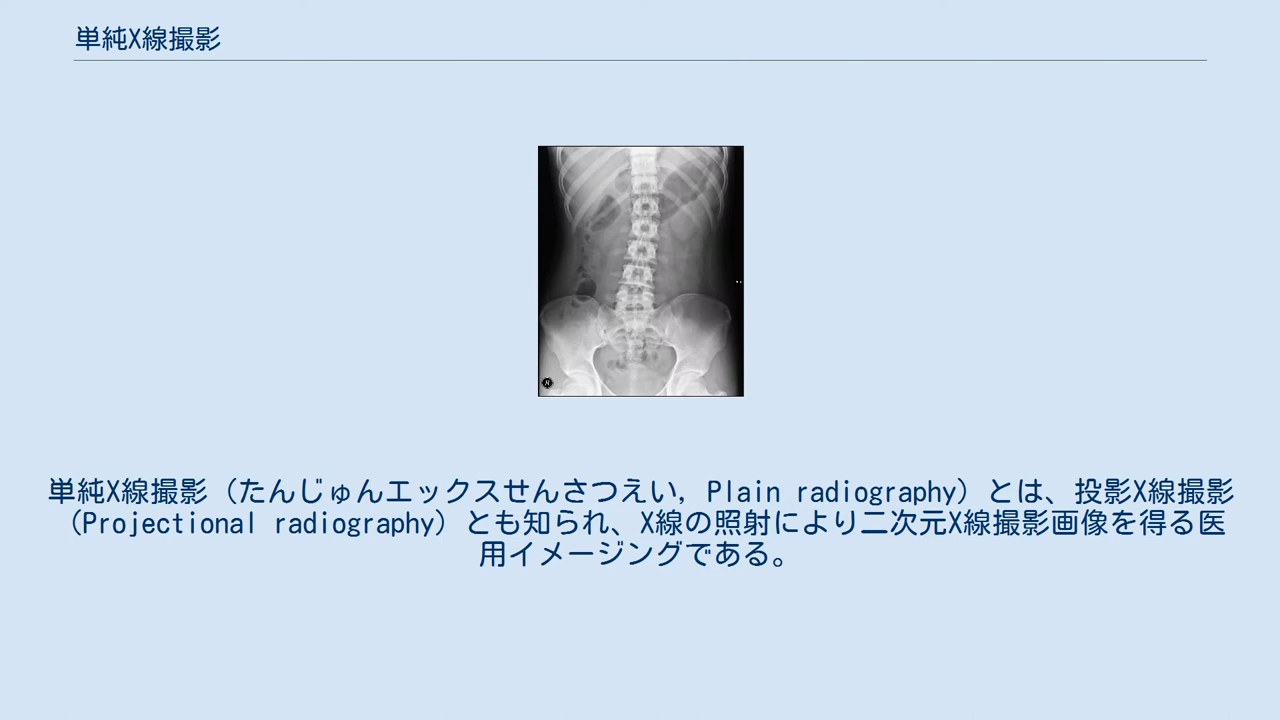 単純X線撮影
単純X線撮影（たんじゅんエックスせんさつえい, Plain radiography）とは、投影X線撮影
（Projectional radiography）とも知られ、X線の照射により二次元X線撮影画像を得る医
用イメージングである。